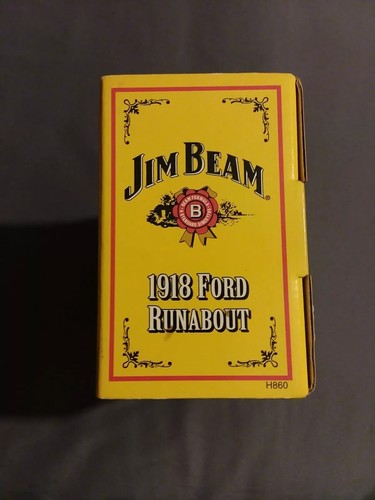 JIM BEAM®
B
1918 FORD
RUNABOUT
H860